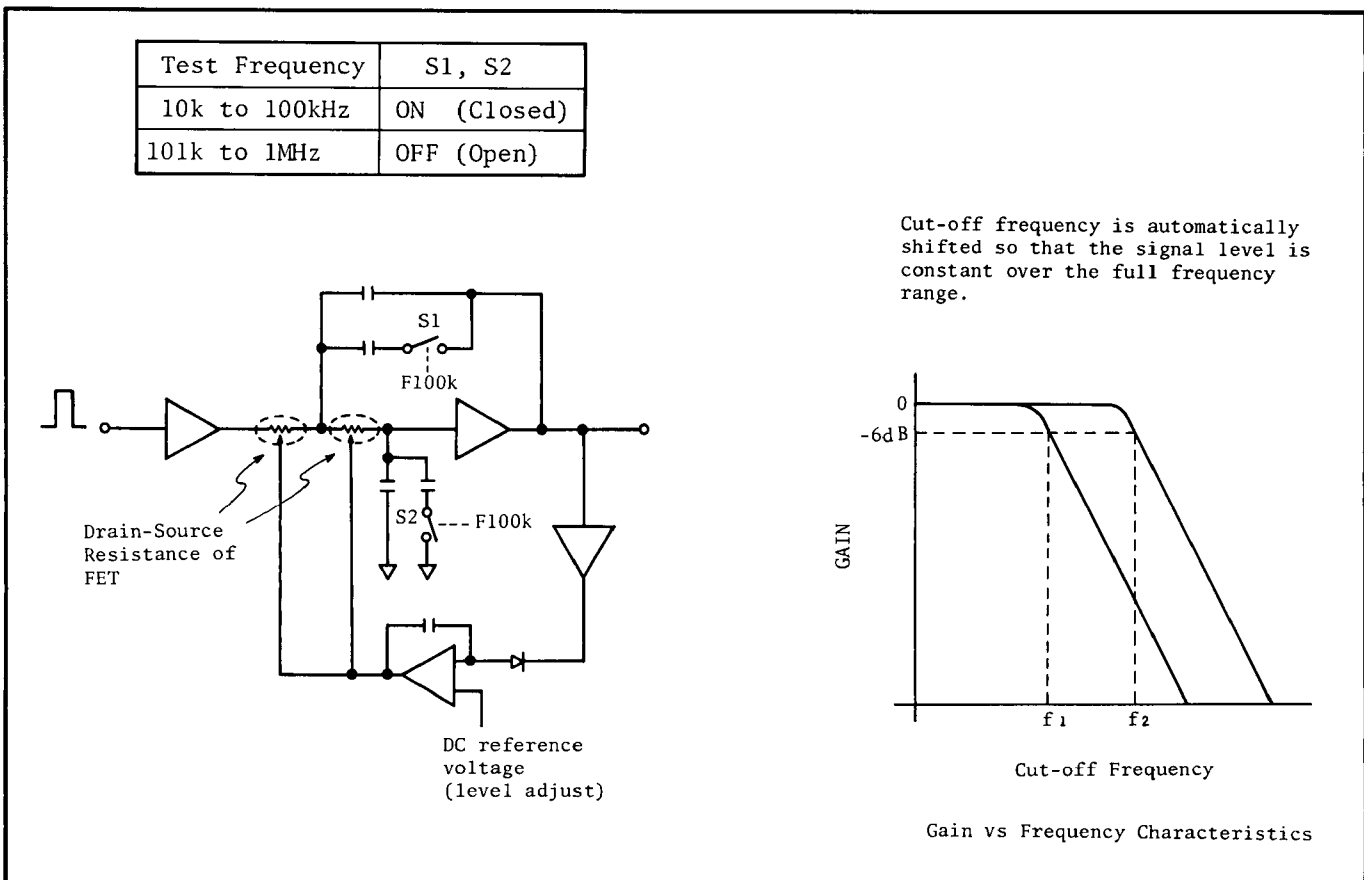 Test Frequency S1, S2
10k to 100kHz ON (Closed)
101k to 1MHz OFF (Open)
Cut-off frequency is automatically
shifted so that the signal level is
constant over the full frequency
range.
S1
F100k
S2
F100k
Drain-Source
Resistance of
FET
DC reference
voltage
(level adjust)
0
-6dB
GAIN
f1
f2
Cut-off Frequency
Gain vs Frequency Characteristics